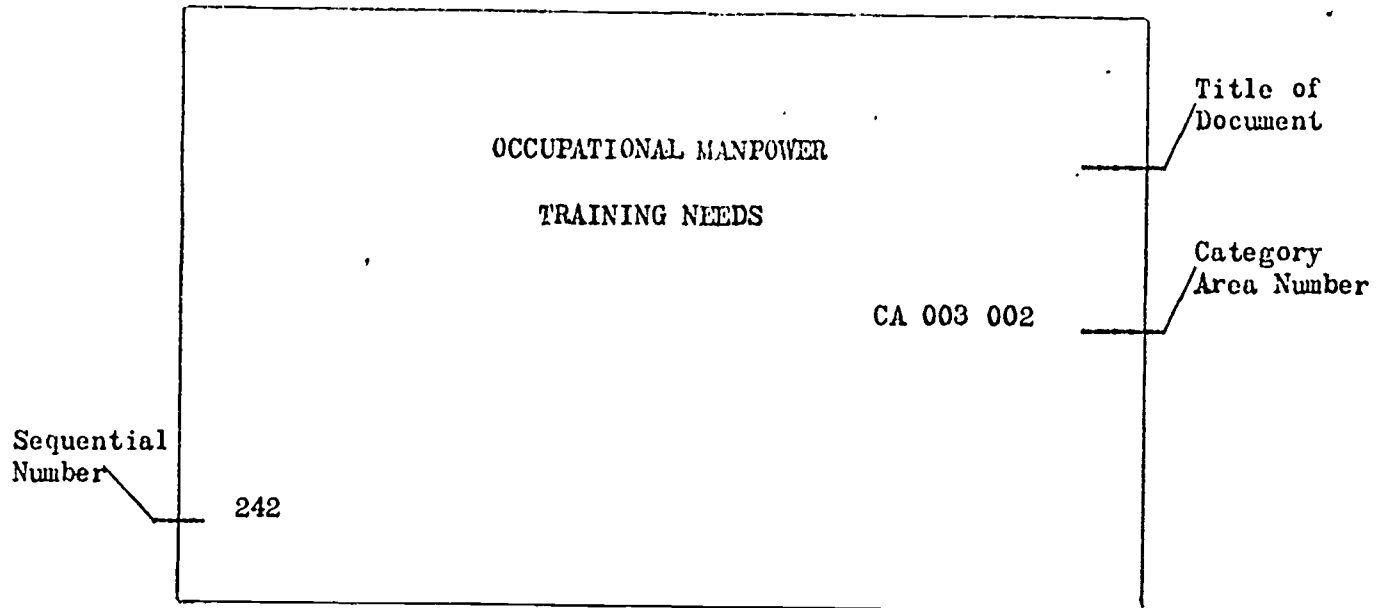 Title of
Document
OCCUPATIONAL MANPOWER
TRAINING NEEDS
Category
Area Number
CA 003 002
Sequential
Number
242